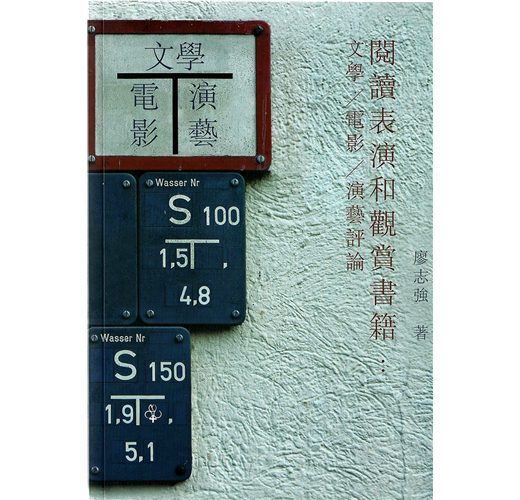 文學
電 演
影 藝
Wasser Nr
S 100
1,5 ,
4,8
Wasser Nr
S 150
1,9 ,
5,1
閱讀表演和觀賞書籍：
文學／電影／演藝評論
廖志強 著